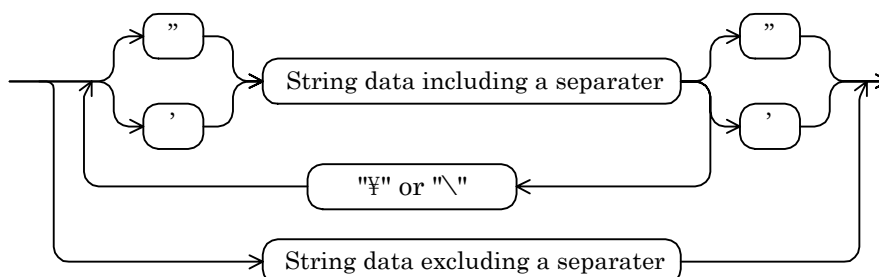 ” ”
String data including a separater
’ ’
"¥" or "\"
String data excluding a separater